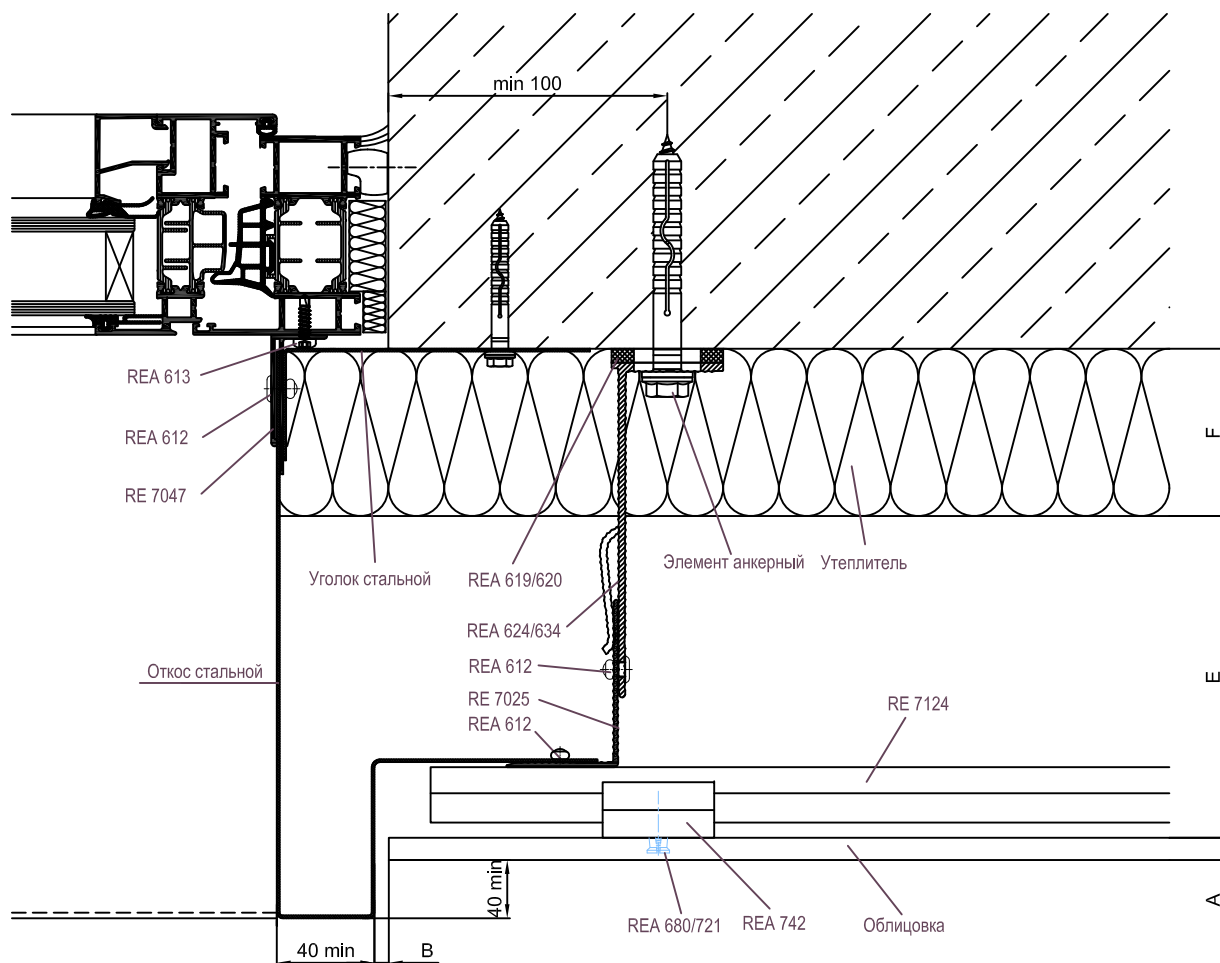 min 100
REA 613
REA 612
RE 7047
F
Уголок стальной
REA 619/620
Элемент анкерный
Утеплитель
REA 624/634
Откос стальной
REA 612
E
RE 7025
RE 7124
REA 612
40 min
A
REA 680/721
REA 742
Облицовка
40 min
B